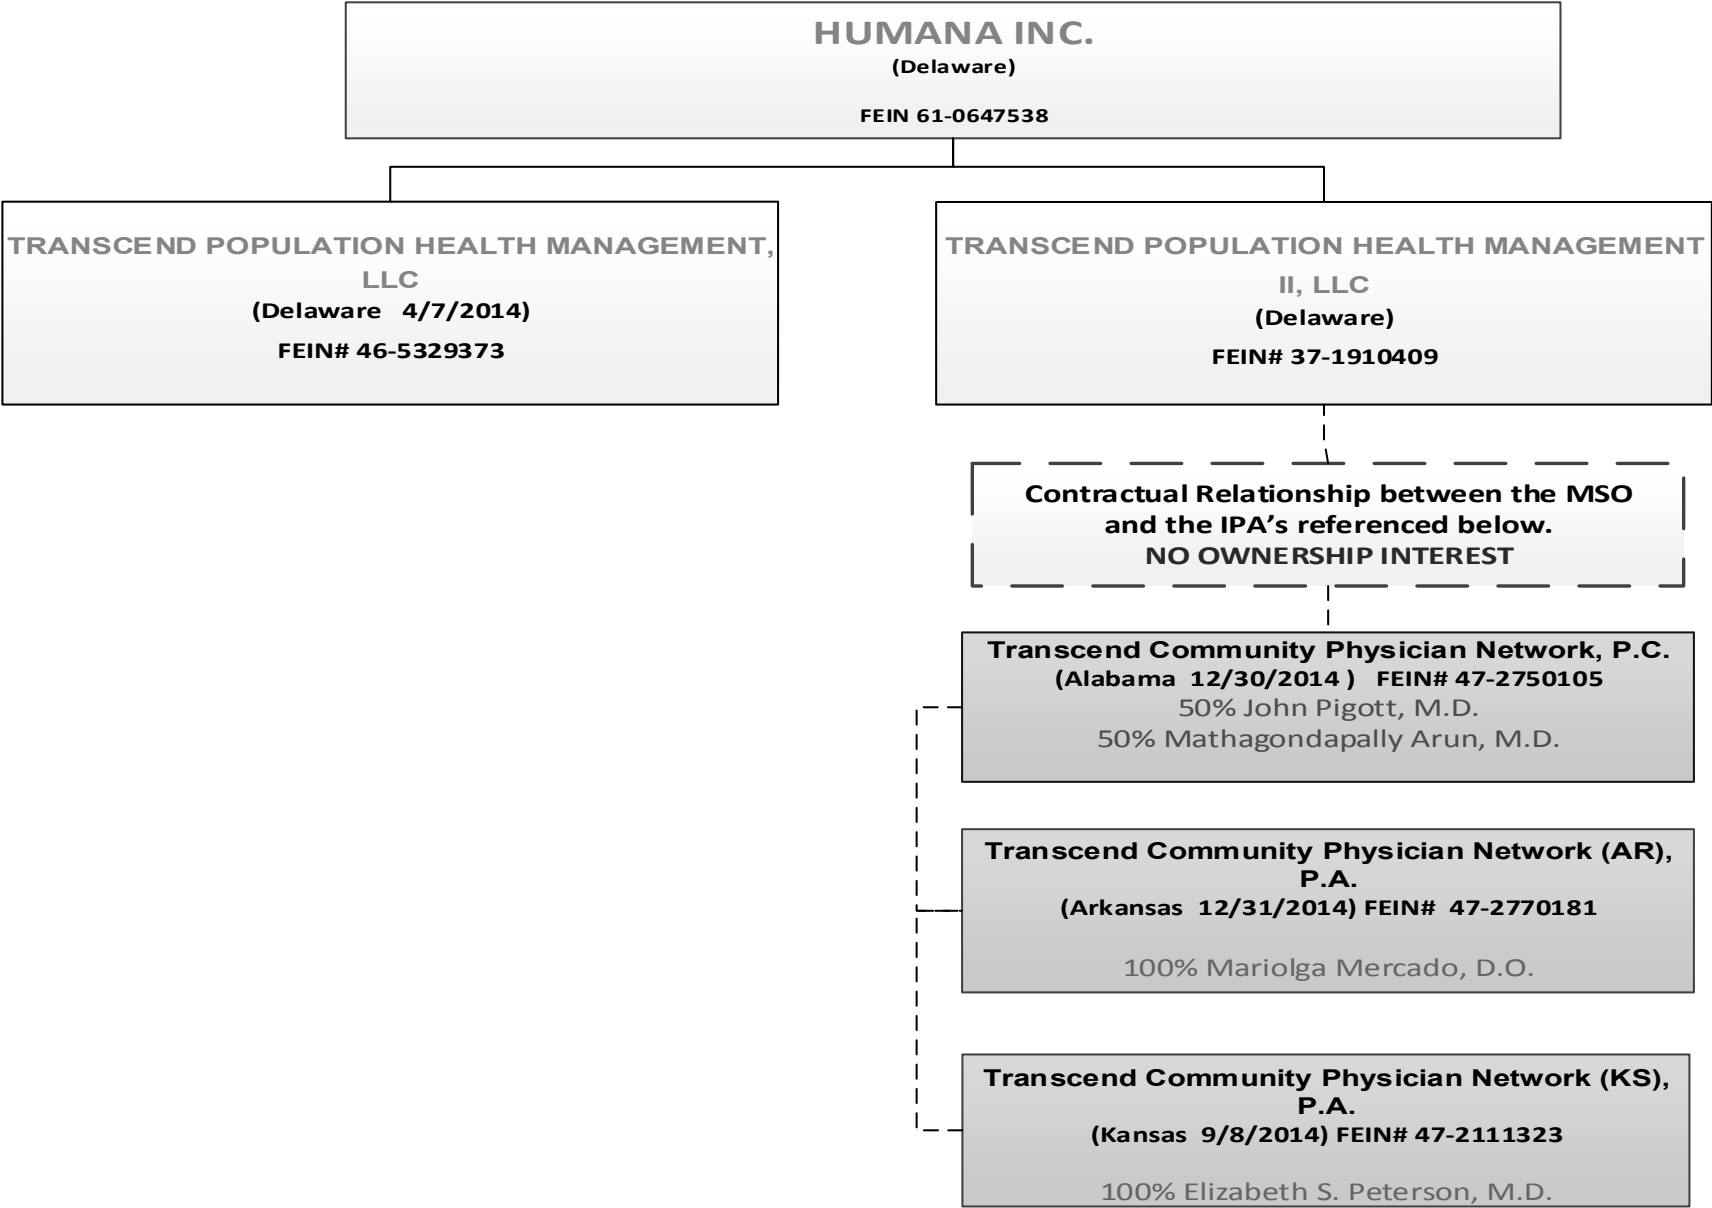 HUMANA INC.
(Delaware)
FEIN 61-0647538
TRANSCEND POPULATION HEALTH MANAGEMENT,
LLC
(Delaware 4/7/2014)
FEIN# 46-5329373
TRANSCEND POPULATION HEALTH MANAGEMENT
II, LLC
(Delaware)
FEIN# 37-1910409
Contractual Relationship between the MSO
and the IPA’s referenced below.
NO OWNERSHIP INTEREST
Transcend Community Physician Network, P.C.
(Alabama 12/30/2014 ) FEIN# 47-2750105
50% John Pigott, M.D.
50% Mathagondapally Arun, M.D.
Transcend Community Physician Network (AR),
P.A.
(Arkansas 12/31/2014) FEIN# 47-2770181
100% Mariolga Mercado, D.O.
Transcend Community Physician Network (KS),
P.A.
(Kansas 9/8/2014) FEIN# 47-2111323
100% Elizabeth S. Peterson, M.D.